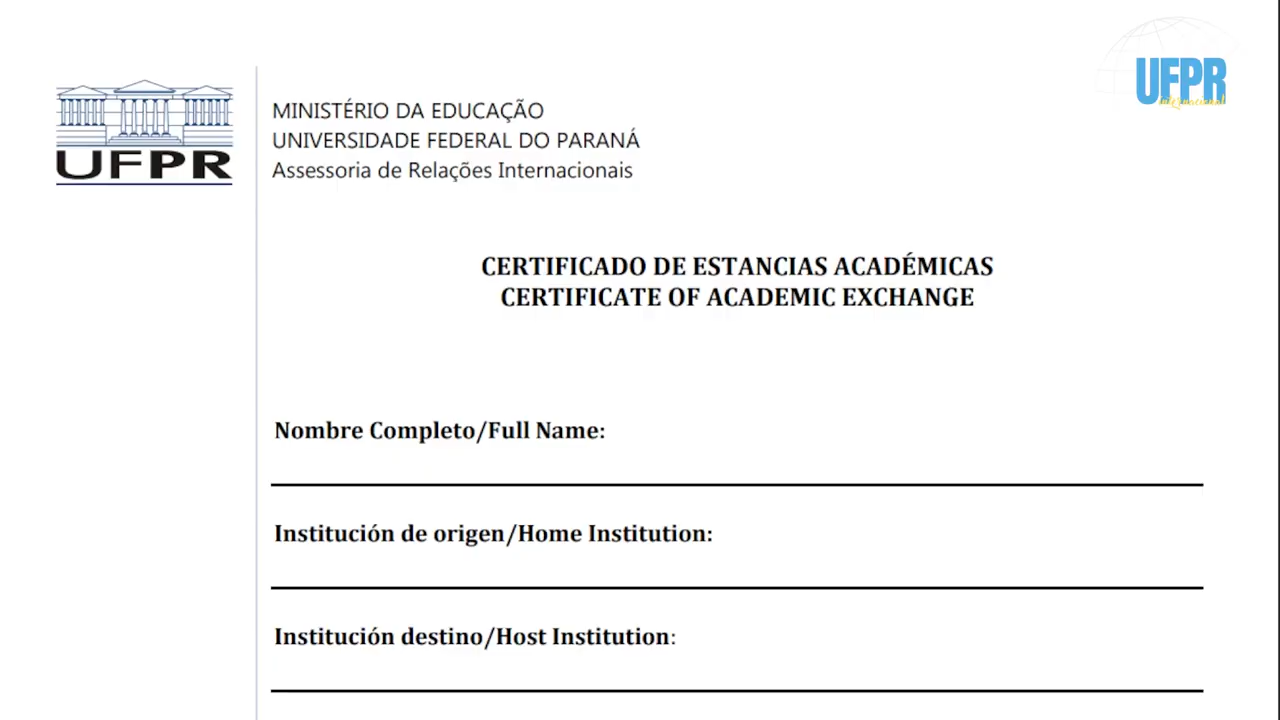 UFPR
Internacional
UFPR
MINISTÉRIO DA EDUCAÇÃO
UNIVERSIDADE FEDERAL DO PARANÁ
Assessoria de Relações Internacionais
CERTIFICADO DE ESTANCIAS ACADÉMICAS
CERTIFICATE OF ACADEMIC EXCHANGE
Nombre Completo/Full Name:
Institución de origen/Home Institution:
Institución destino/Host Institution: